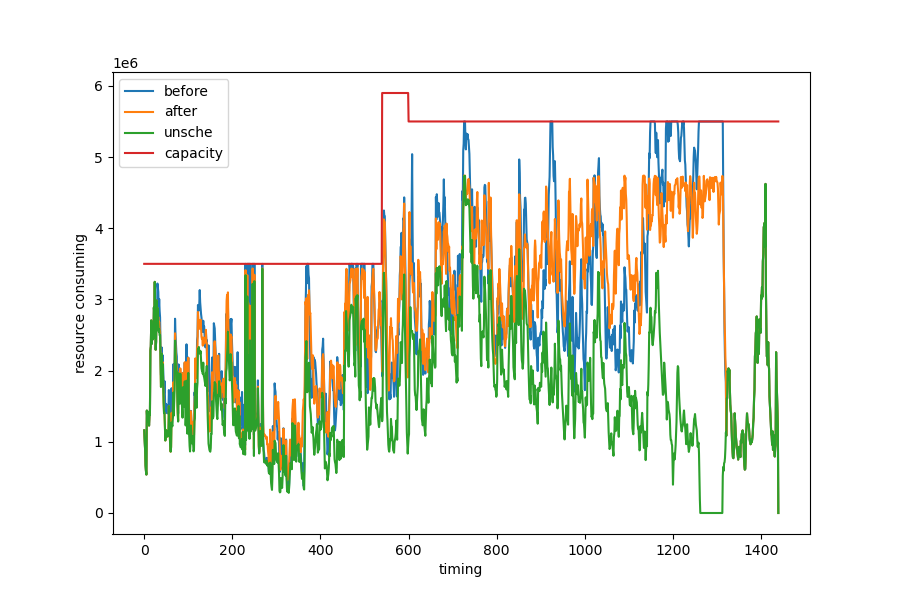 1e6
before
after
unsche
capacity
6
5
4
3
2
1
0
resource consuming
0 200 400 600 800 1000 1200 1400
timing